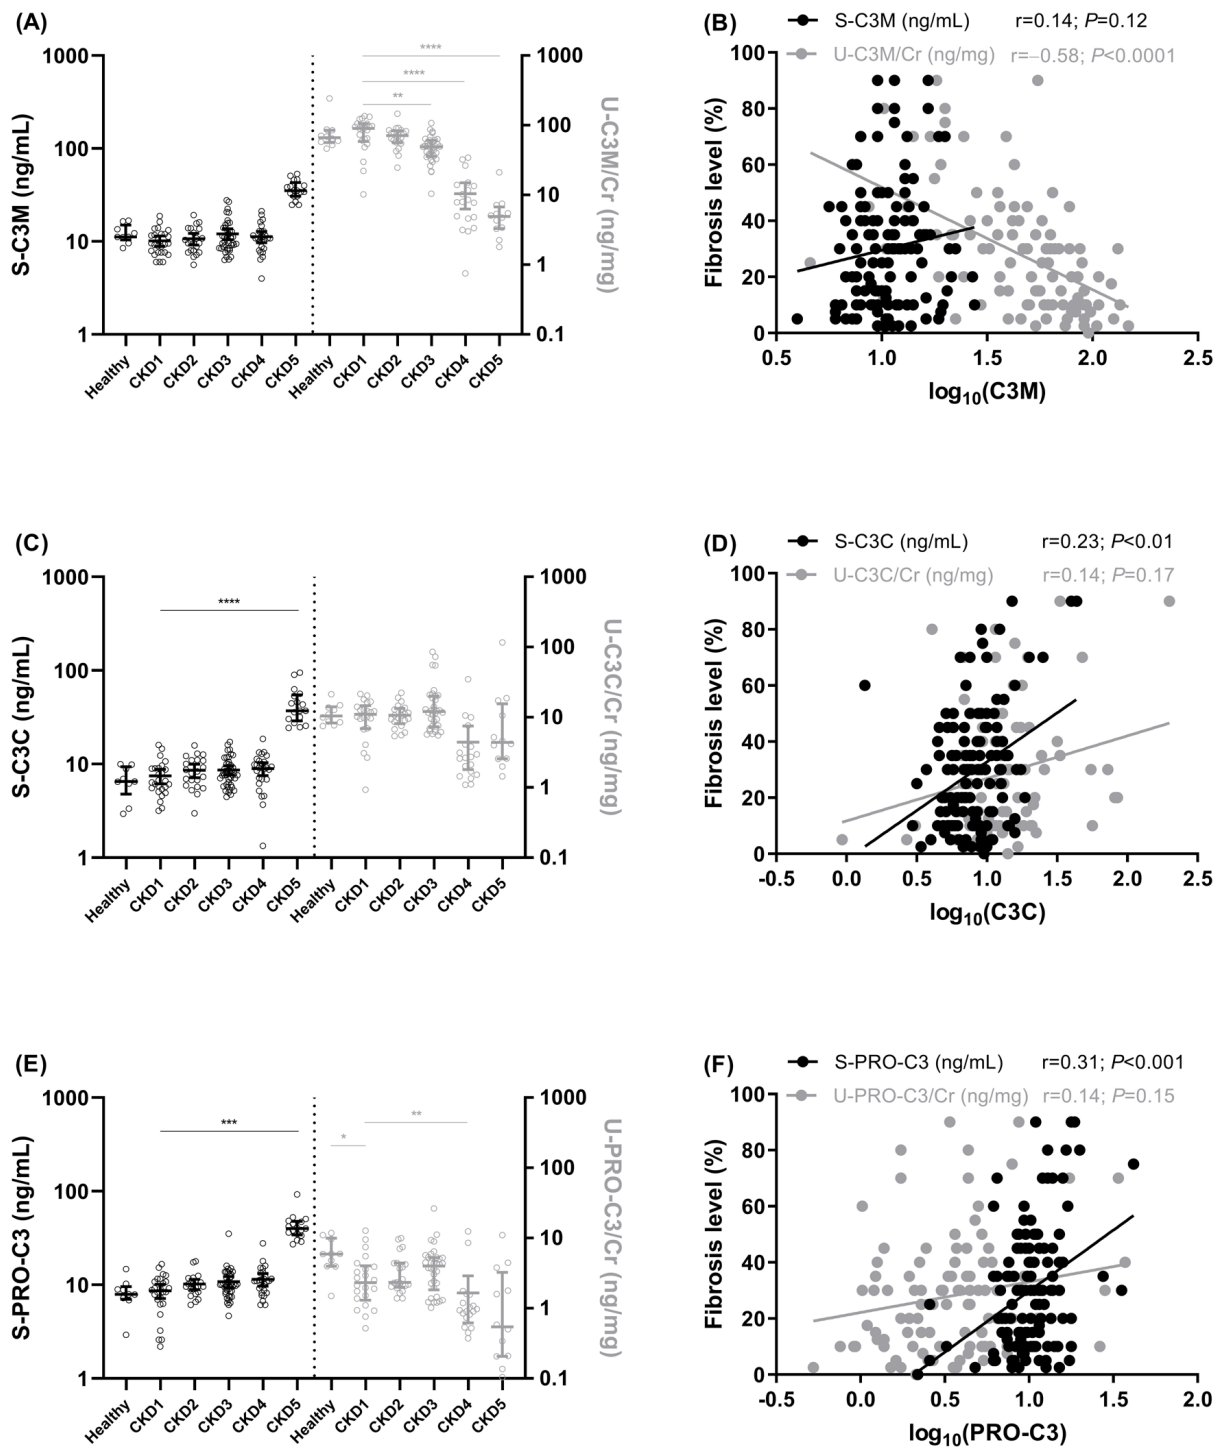 (A)
1000
100
10
1
S-C3M (ng/mL)
1000
100
10
1
0.1
U-C3M/Cr (ng/mg)
****
****
**
Healthy
CKD1
CKD2
CKD3
CKD4
CKD5
Healthy
CKD1
CKD2
CKD3
CKD4
CKD5
(B)
S-C3M (ng/mL) r=0.14; P=0.12
U-C3M/Cr (ng/mg) r=−0.58; P<0.0001
100
80
60
40
20
0
Fibrosis level (%)
0.5 1.0 1.5 2.0 2.5
log10(C3M)
(C)
1000
100
10
1
S-C3C (ng/mL)
1000
100
10
1
0.1
U-C3C/Cr (ng/mg)
****
Healthy
CKD1
CKD2
CKD3
CKD4
CKD5
Healthy
CKD1
CKD2
CKD3
CKD4
CKD5
(D)
S-C3C (ng/mL) r=0.23; P<0.01
U-C3C/Cr (ng/mg) r=0.14; P=0.17
100
80
60
40
20
0
Fibrosis level (%)
-0.5 0.0 0.5 1.0 1.5 2.0 2.5
log10(C3C)
(E)
1000
100
10
1
S-PRO-C3 (ng/mL)
1000
100
10
1
0.1
U-PRO-C3/Cr (ng/mg)
***
*
**
Healthy
CKD1
CKD2
CKD3
CKD4
CKD5
Healthy
CKD1
CKD2
CKD3
CKD4
CKD5
(F)
S-PRO-C3 (ng/mL) r=0.31; P<0.001
U-PRO-C3/Cr (ng/mg) r=0.14; P=0.15
100
80
60
40
20
0
Fibrosis level (%)
-0.5 0.0 0.5 1.0 1.5 2.0
log10(PRO-C3)